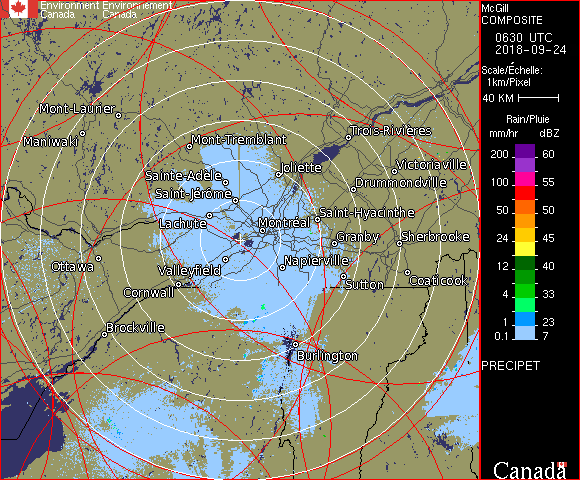 Environment Environnement
Canada Canada
McGill
COMPOSITE
0630 UTC
2018-09-24
Scale/Échelle:
1km/Pixel
40 KM
Rain/Pluie
mm/hr dBZ
200 60
100 55
50 50
24 45
12 40
4 33
1 23
0.1 7
PRECIPET
Canada
Mont-Laurier
Maniwaki
Mont-Tremblant
Trois-Rivières
Sainte-Adèle
Joliette
Victoriaville
Saint-Jérôme
Drummondville
Lachute
Montréal
Saint-Hyacinthe
Granby
Sherbrooke
Ottawa
Valleyfield
Napierville
Cornwall
Sutton
Coaticook
Brockville
Burlington